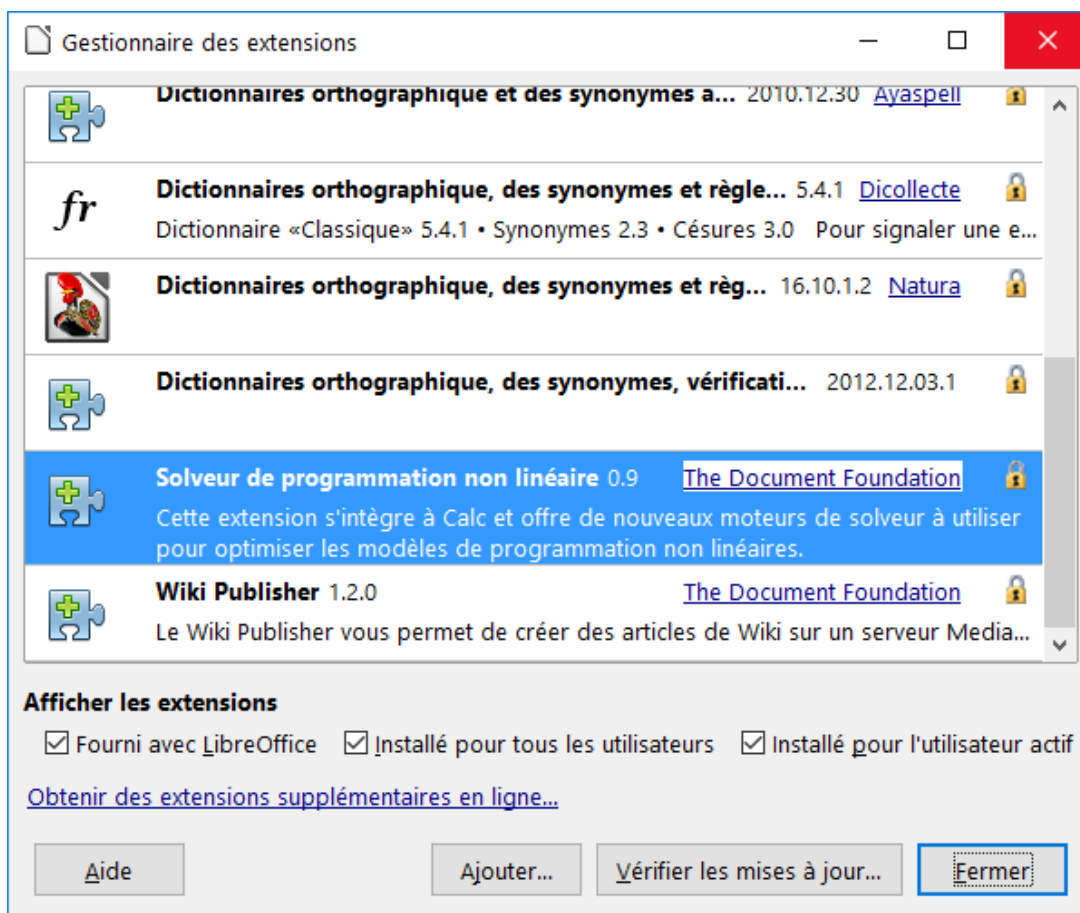 Gestionnaire des extensions
Dictionnaires orthographique et des synonymes a... 2010.12.30 Ayaspell
fr
Dictionnaires orthographique, des synonymes et règle... 5.4.1 Dicollecte
Dictionnaire «Classique» 5.4.1 • Synonymes 2.3 • Césures 3.0 Pour signaler une e...
Dictionnaires orthographique, des synonymes et règ... 16.10.1.2 Natura
Dictionnaires orthographique, des synonymes, vérificati... 2012.12.03.1
Solveur de programmation non linéaire 0.9 The Document Foundation
Cette extension s'intègre à Calc et offre de nouveaux moteurs de solveur à utiliser
pour optimiser les modèles de programmation non linéaires.
Wiki Publisher 1.2.0 The Document Foundation
Le Wiki Publisher vous permet de créer des articles de Wiki sur un serveur Media...
Afficher les extensions
Fourni avec LibreOffice Installé pour tous les utilisateurs Installé pour l'utilisateur actif
Obtenir des extensions supplémentaires en ligne...
Aide Ajouter... Vérifier les mises à jour... Fermer